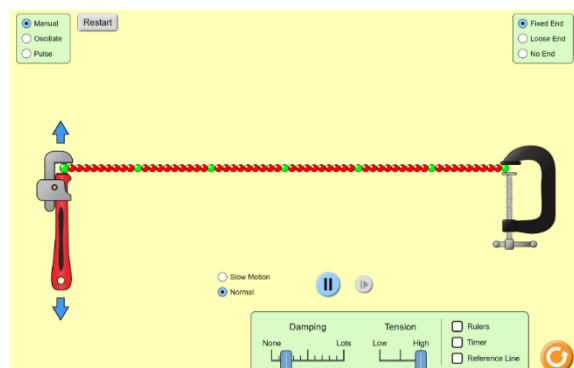 Manual
Oscillate
Pulse
Restart
Fixed End
Loose End
No End
Slow Motion
Normal
Damping
None
Lots
Tension
Low
High
Rulers
Timer
Reference Line